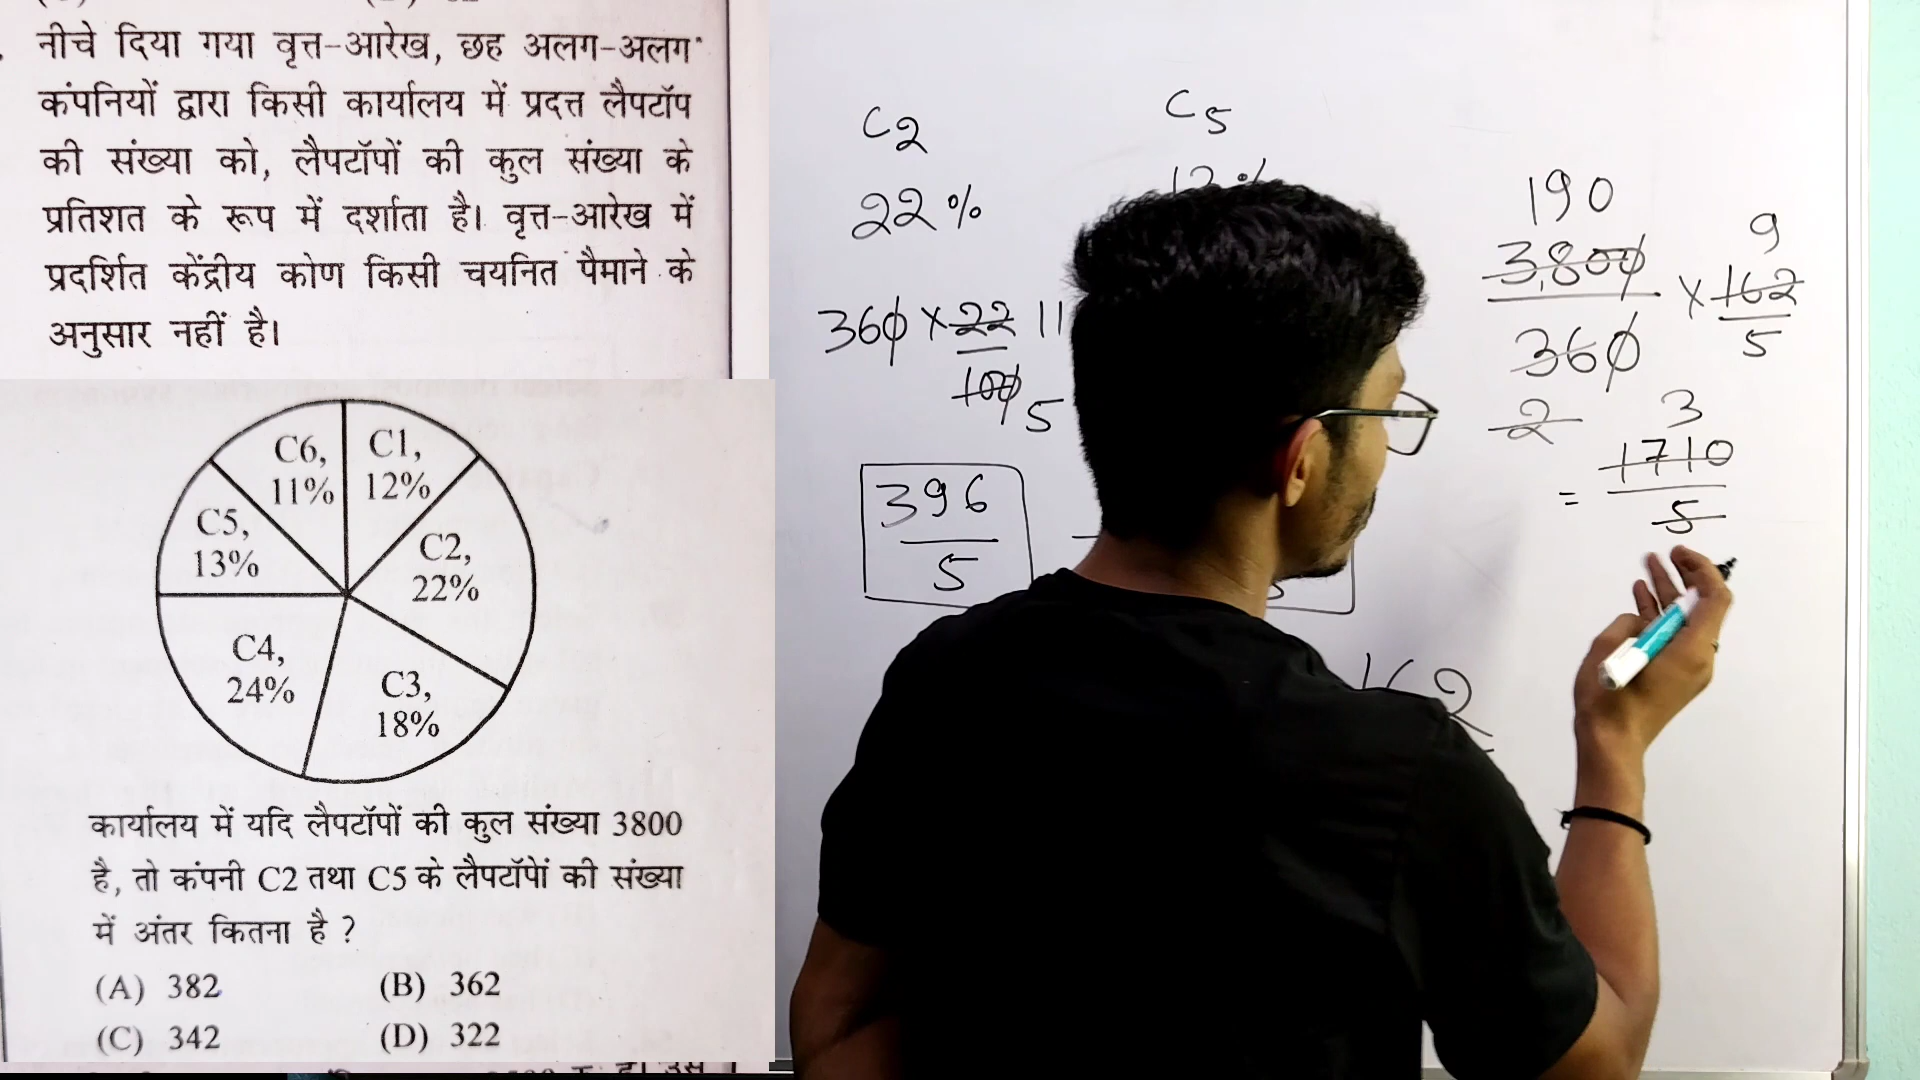 नीचे दिया गया वृत्त-आरेख, छह अलग-अलग
कंपनियों द्वारा किसी कार्यालय में प्रदत्त लैपटॉप
की संख्या को, लैपटॉपों की कुल संख्या के
प्रतिशत के रूप में दर्शाता है। वृत्त-आरेख में
प्रदर्शित केंद्रीय कोण किसी चयनित पैमाने के
अनुसार नहीं है।
C6,
11%
C1,
12%
C5,
13%
C2,
22%
C4,
24%
C3,
18%
कार्यालय में यदि लैपटॉपों की कुल संख्या 3800
है, तो कंपनी C2 तथा C5 के लैपटॉपों की संख्या
में अंतर कितना है ?
(A) 382
(B) 362
(C) 342
(D) 322
C2
22%
360 × 22 11
100 5
396
5
C5
190
3800
360
2
9
× 162
5
3
= 1710
5
162